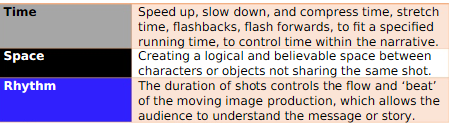 Time
Speed up, slow down, and compress time, stretch
time, flashbacks, flash forwards, to fit a specified
running time, to control time within the narrative.
Space
Creating a logical and believable space between
characters or objects not sharing the same shot.
Rhythm
The duration of shots controls the flow and ‘beat’
of the moving image production, which allows the
audience to understand the message or story.